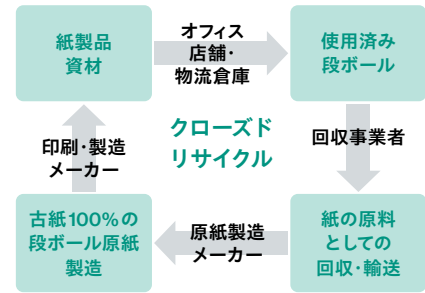 紙製品
資材
オフィス
店舗・
物流倉庫
使用済み
段ボール
クローズド
リサイクル
印刷・製造
メーカー
回収事業者
古紙100%の
段ボール原紙
製造
原紙製造
メーカー
紙の原料
としての
回収・輸送